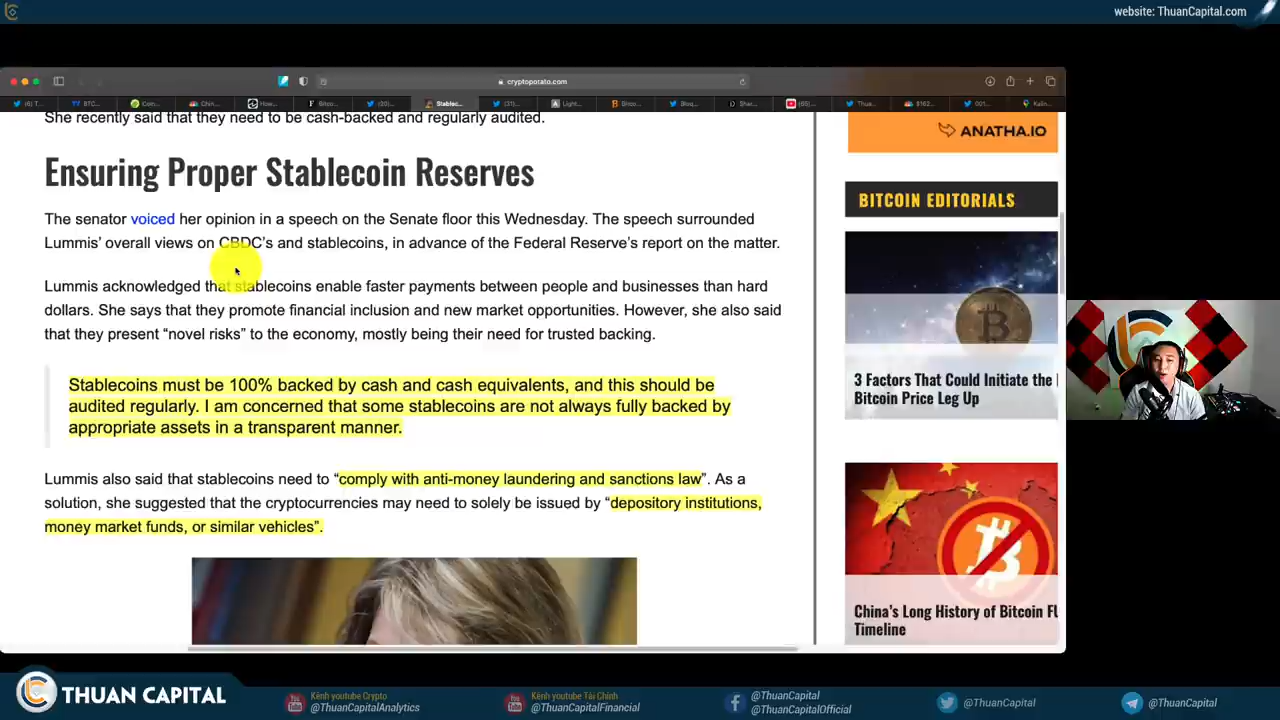 website: ThuanCapital.com
cryptopotato.com
She recently said that they need to be cash-backed and regularly audited.
Ensuring Proper Stablecoin Reserves
The senator voiced her opinion in a speech on the Senate floor this Wednesday. The speech surrounded
Lummis' overall views on CBDC's and stablecoins, in advance of the Federal Reserve's report on the matter.
Lummis acknowledged that stablecoins enable faster payments between people and businesses than hard
dollars. She says that they promote financial inclusion and new market opportunities. However, she also said
that they present “novel risks” to the economy, mostly being their need for trusted backing.
Stablecoins must be 100% backed by cash and cash equivalents, and this should be
audited regularly. I am concerned that some stablecoins are not always fully backed by
appropriate assets in a transparent manner.
Lummis also said that stablecoins need to “comply with anti-money laundering and sanctions law”. As a
solution, she suggested that the cryptocurrencies may need to solely be issued by “depository institutions,
money market funds, or similar vehicles”.
ANATHA.IO
BITCOIN EDITORIALS
3 Factors That Could Initiate the
Bitcoin Price Leg Up
China's Long History of Bitcoin FU
Timeline
THUAN CAPITAL
Kênh youtube Crypto
@ThuanCapitalAnalytics
Kênh youtube Tài Chính
@ThuanCapitalFinancial
@ThuanCapital
@ThuanCapitalOfficial
@ThuanCapital
@ThuanCapital